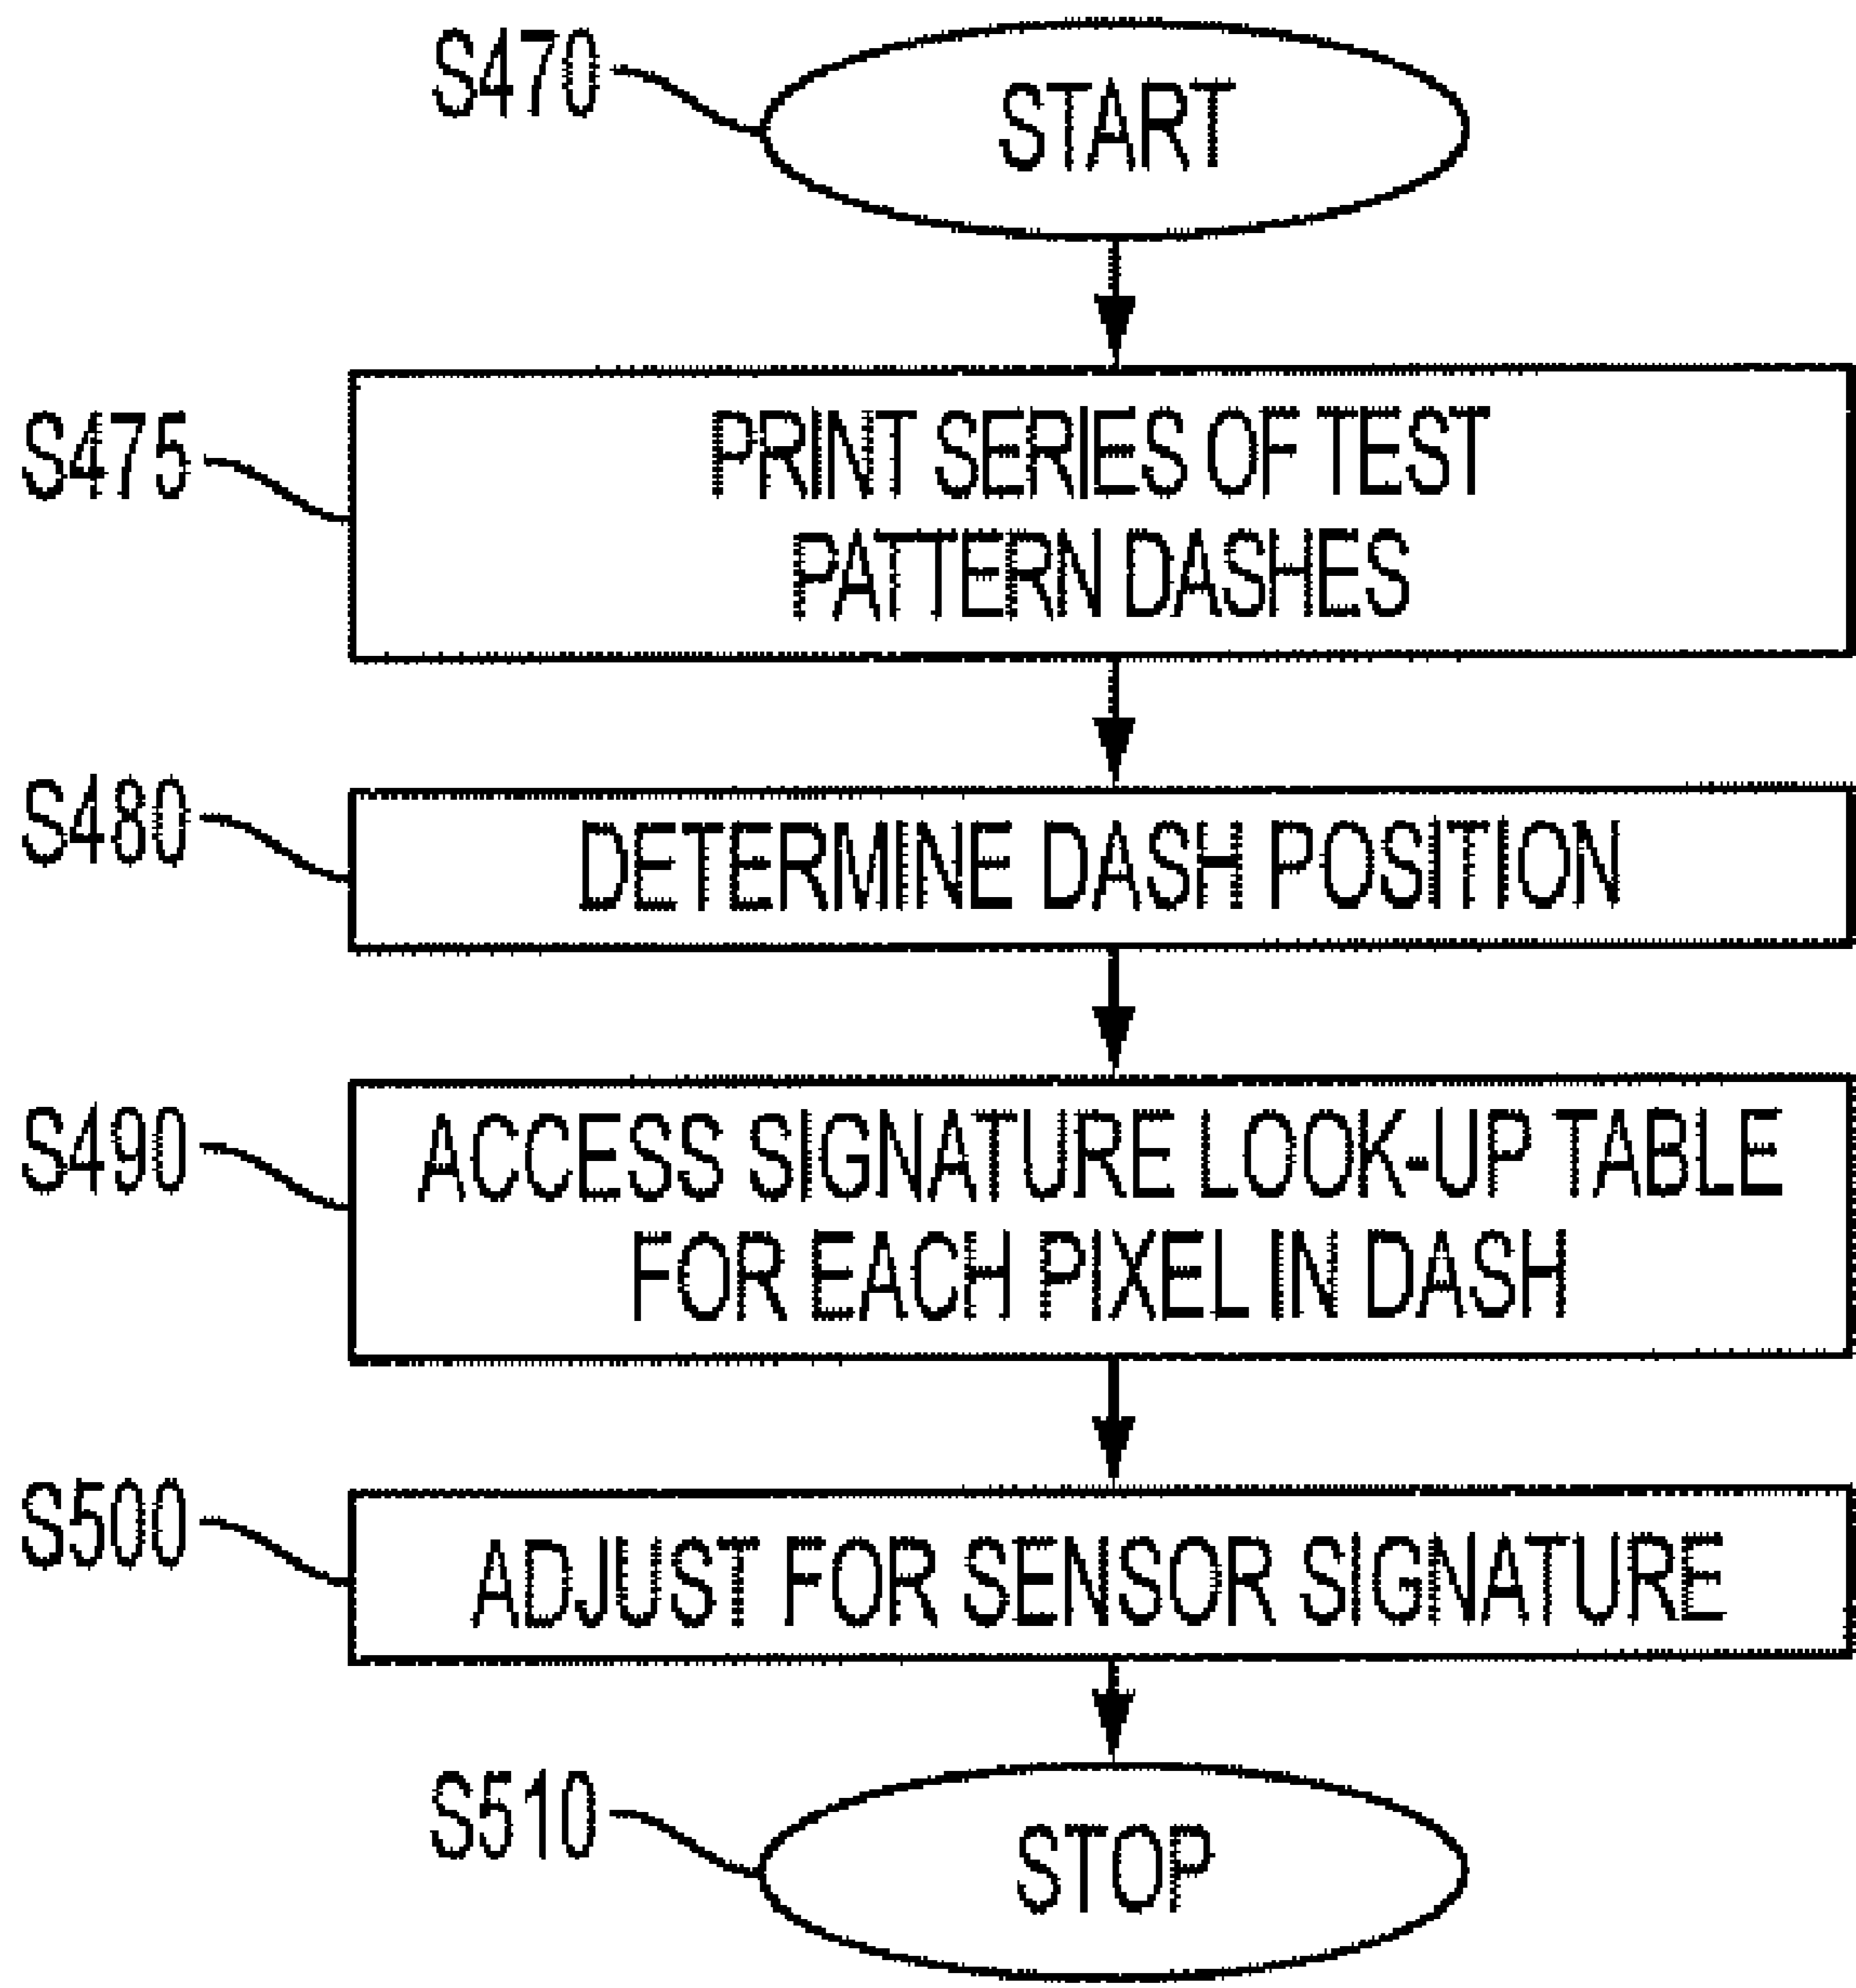 S470
START
S475
PRINT SERIES OF TEST
PATTERN DASHES
S480
DETERMINE DASH POSITION
S490
ACCESS SIGNATURE LOOK-UP TABLE
FOR EACH PIXEL IN DASH
S500
ADJUST FOR SENSOR SIGNATURE
S510
STOP